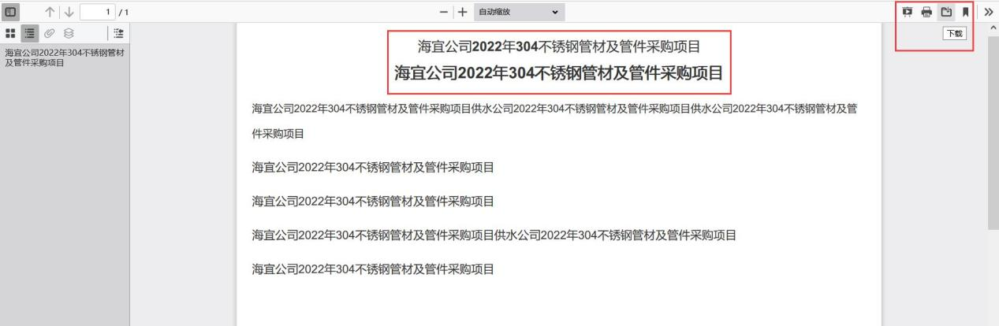 1 / 1
自动缩放
下载
海宜公司2022年304不锈钢管材
及管件采购项目
海宜公司2022年304不锈钢管材及管件采购项目
海宜公司2022年304不锈钢管材及管件采购项目
海宜公司2022年304不锈钢管材及管件采购项目供水公司2022年304不锈钢管材及管件采购项目供水公司2022年304不锈钢管材及管
件采购项目
海宜公司2022年304不锈钢管材及管件采购项目
海宜公司2022年304不锈钢管材及管件采购项目
海宜公司2022年304不锈钢管材及管件采购项目供水公司2022年304不锈钢管材及管件采购项目
海宜公司2022年304不锈钢管材及管件采购项目